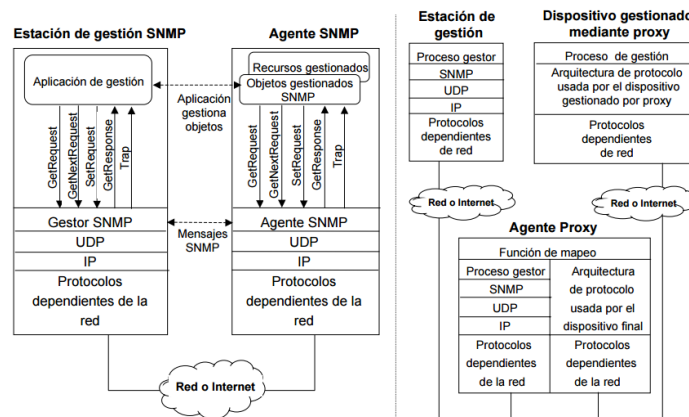 Estación de gestión SNMP
Aplicación de gestión
GetRequest
GetNextRequest
SetRequest
GetResponse
Trap
Gestor SNMP
UDP
IP
Protocolos
dependientes de la
red
Aplicación
gestiona
objetos
Mensajes
SNMP
Agente SNMP
Recursos gestionados
Objetos gestionados
SNMP
GetRequest
GetNextRequest
SetRequest
GetResponse
Trap
Agente SNMP
UDP
IP
Protocolos
dependientes de la
red
Red o Internet
Estación de
gestión
Proceso gestor
SNMP
UDP
IP
Protocolos
dependientes
de red
Red o Internet
Dispositivo gestionado
mediante proxy
Proceso de gestión
Arquitectura de protocolo
usada por el dispositivo
gestionado por proxy
Protocolos
dependientes
de red
Red o Internet
Agente Proxy
Función de mapeo
Proceso gestor
SNMP
UDP
IP
Protocolos
dependientes
de la red
Arquitectura
de protocolo
usada por el
dispositivo final
Protocolos
dependientes
de la red